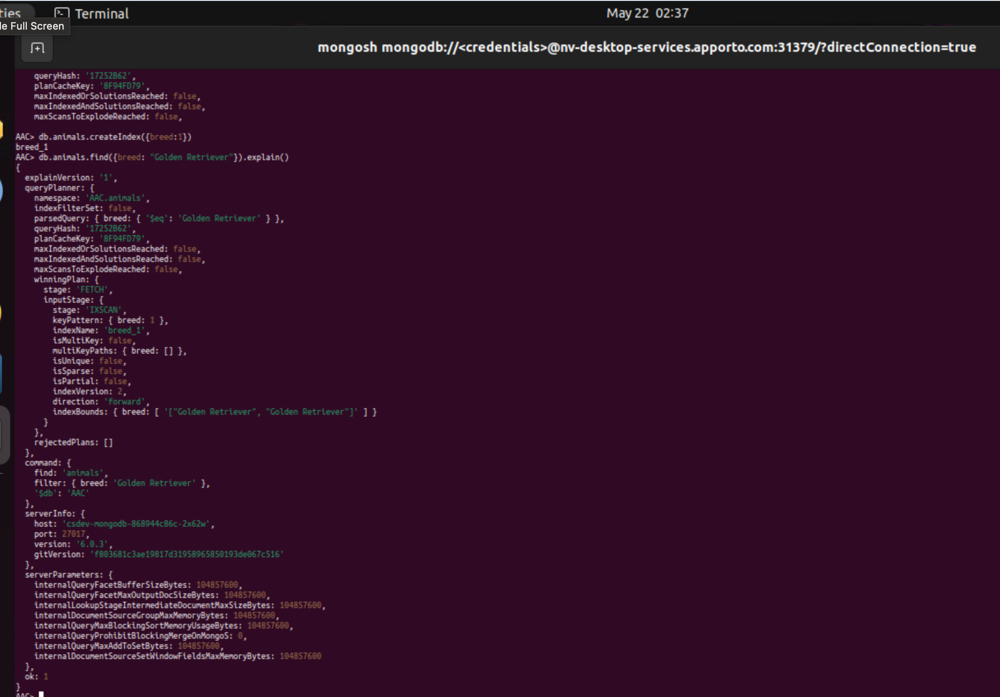 ties
Terminal
May 22 02:37
le Full Screen
mongosh mongodb://<credentials>@nv-desktop-services.apporto.com:31379/?directConnection=true
queryHash: '17252B62',
planCacheKey: '8F94FD79',
maxIndexedOrSolutionsReached: false,
maxIndexedAndSolutionsReached: false,
maxScansToExplodeReached: false,
AAC> db.animals.createIndex({breed:1})
breed_1
AAC> db.animals.find({breed: "Golden Retriever"}).explain()
{
explainVersion: '1',
queryPlanner: {
namespace: 'AAC.animals',
indexFilterSet: false,
parsedQuery: { breed: { '$eq': 'Golden Retriever' } },
queryHash: '17252B62',
planCacheKey: '8F94FD79',
maxIndexedOrSolutionsReached: false,
maxIndexedAndSolutionsReached: false,
maxScansToExplodeReached: false,
winningPlan: {
stage: 'FETCH',
inputStage: {
stage: 'IXSCAN',
keyPattern: { breed: 1 },
indexName: 'breed_1',
isMultiKey: false,
multiKeyPaths: { breed: [] },
isUnique: false,
isSparse: false,
isPartial: false,
indexVersion: 2,
direction: 'forward',
indexBounds: { breed: [ '["Golden Retriever", "Golden Retriever"]' ] }
}
},
rejectedPlans: []
},
command: {
find: 'animals',
filter: { breed: 'Golden Retriever' },
'$db': 'AAC'
},
serverInfo: {
host: 'csdev-mongodb-868944c86c-2x62w',
port: 27017,
version: '6.0.3',
gitVersion: 'f803681c3ae19817d31958965850193de067c516'
},
serverParameters: {
internalQueryFacetBufferSizeBytes: 104857600,
internalQueryFacetMaxOutputDocSizeBytes: 104857600,
internalLookupStageIntermediateDocumentMaxSizeBytes: 104857600,
internalDocumentSourceGroupMaxMemoryBytes: 104857600,
internalQueryMaxBlockingSortMemoryUsageBytes: 104857600,
internalQueryProhibitBlockingMergeOnMongoS: 0,
internalQueryMaxAddToSetBytes: 104857600,
internalDocumentSourceSetWindowFieldsMaxMemoryBytes: 104857600
},
ok: 1
}
AAC>